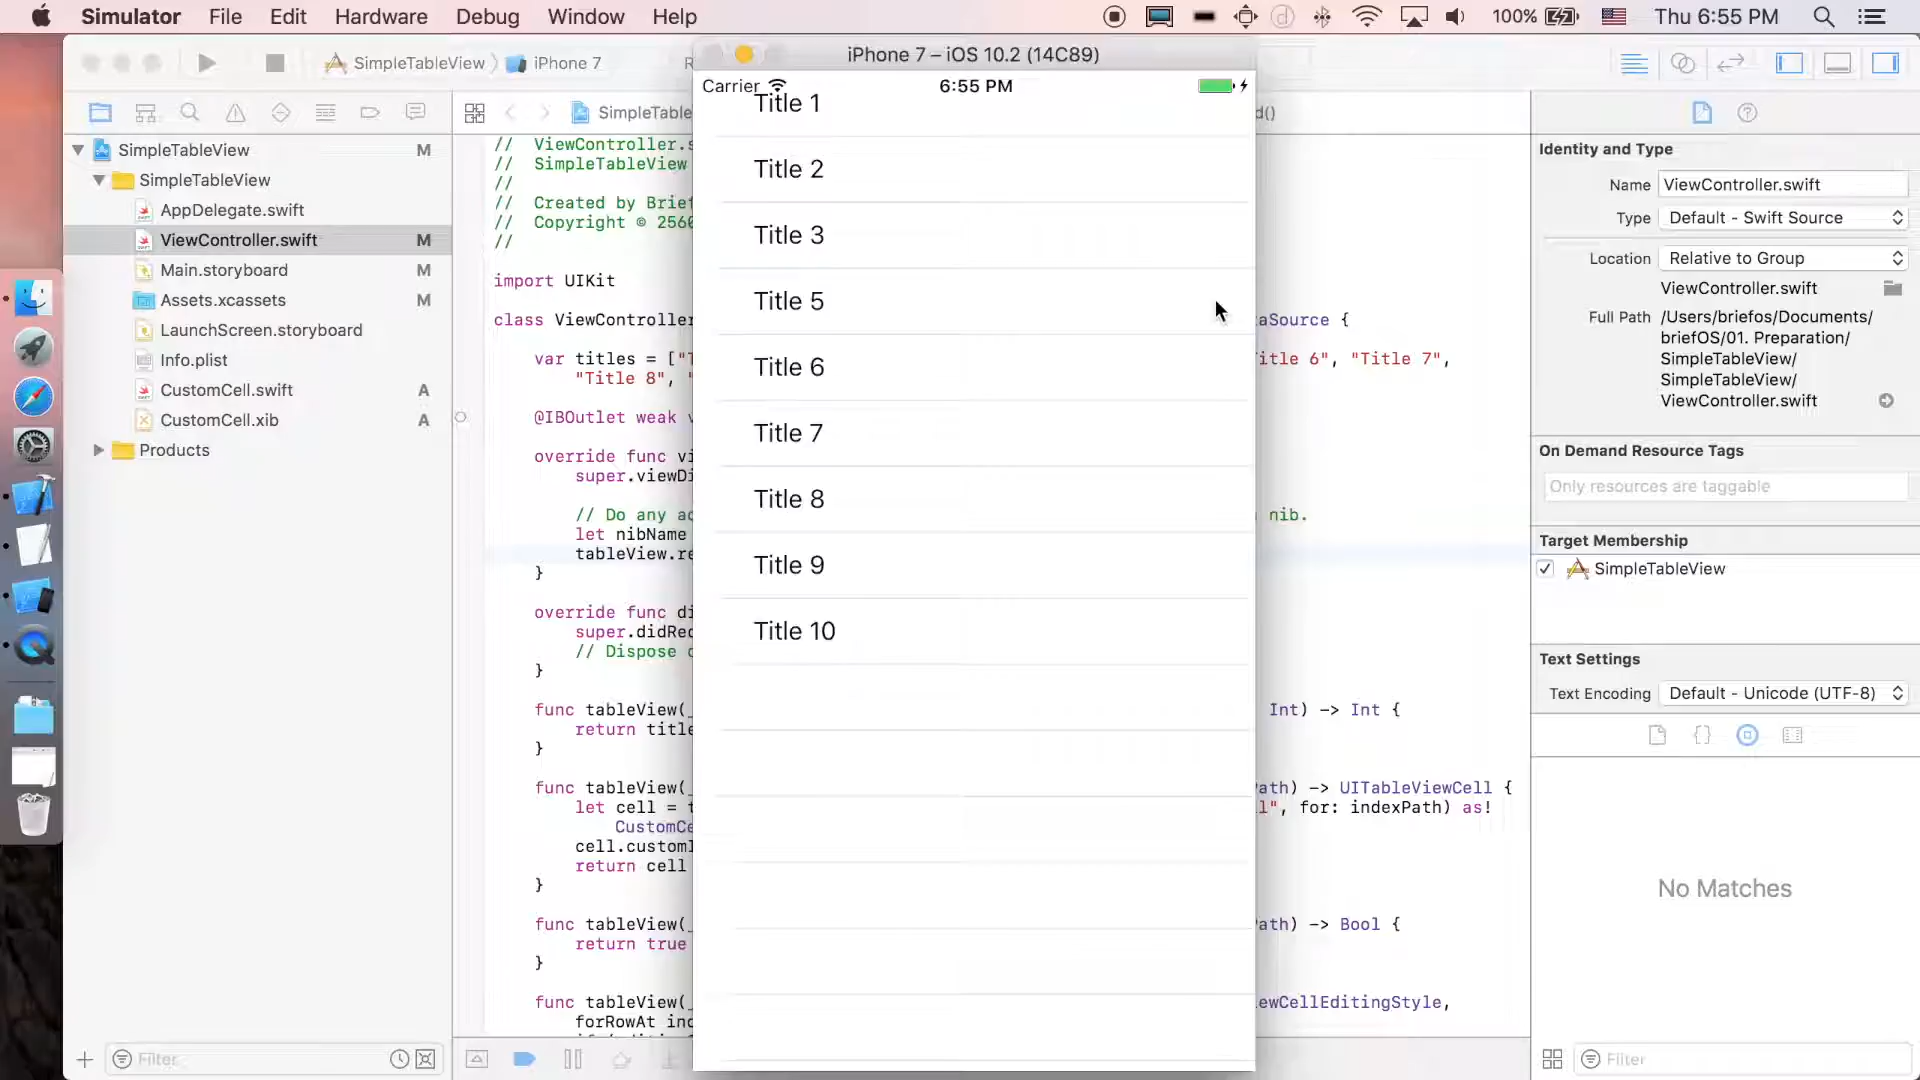 Simulator File Edit Hardware Debug Window Help 100% Thu 6:55 PM
SimpleTableView iPhone 7
iPhone 7 – iOS 10.2 (14C89)
Carrier 6:55 PM
Title 1
Title 2
Title 3
Title 5
Title 6
Title 7
Title 8
Title 9
Title 10
SimpleTableView M
SimpleTableView
AppDelegate.swift
ViewController.swift M
Main.storyboard M
Assets.xcassets M
LaunchScreen.storyboard
Info.plist
CustomCell.swift A
CustomCell.xib A
Products
Filter
// ViewController.s
// SimpleTableView
//
// Created by Brief
// Copyright © 256
//
import UIKit
class ViewController aSource {
var titles = ["T itle 6", "Title 7",
"Title 8", "
@IBOutlet weak v
override func vi
super.viewDi
// Do any ad nib.
let nibName
tableView.re
}
override func di
super.didRec
// Dispose o
}
func tableView(_ Int) -> Int {
return title
}
func tableView(_ Path) -> UITableViewCell {
let cell = t l", for: indexPath) as!
CustomCe
cell.customl
return cell
}
func tableView(_ Path) -> Bool {
return true
}
func tableView(_ ewCellEditingStyle,
forRowAt ind
Identity and Type
Name ViewController.swift
Type Default - Swift Source
Location Relative to Group
ViewController.swift
Full Path /Users/briefos/Documents/
briefOS/01. Preparation/
SimpleTableView/
SimpleTableView/
ViewController.swift
On Demand Resource Tags
Only resources are taggable
Target Membership
SimpleTableView
Text Settings
Text Encoding Default - Unicode (UTF-8)
No Matches
Filter